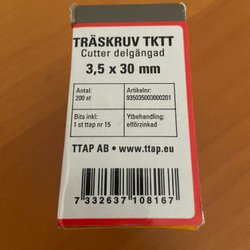 TRÄSKRUV TKTT
Cutter delgängad
3,5 x 30 mm
Antal:
200 st
Artikelnr:
935035003000201
Bits inkl:
1 st ttap nr 15
Ytbehandling:
elförzinkad
TTAP AB • www.ttap.eu
7 332637 108167